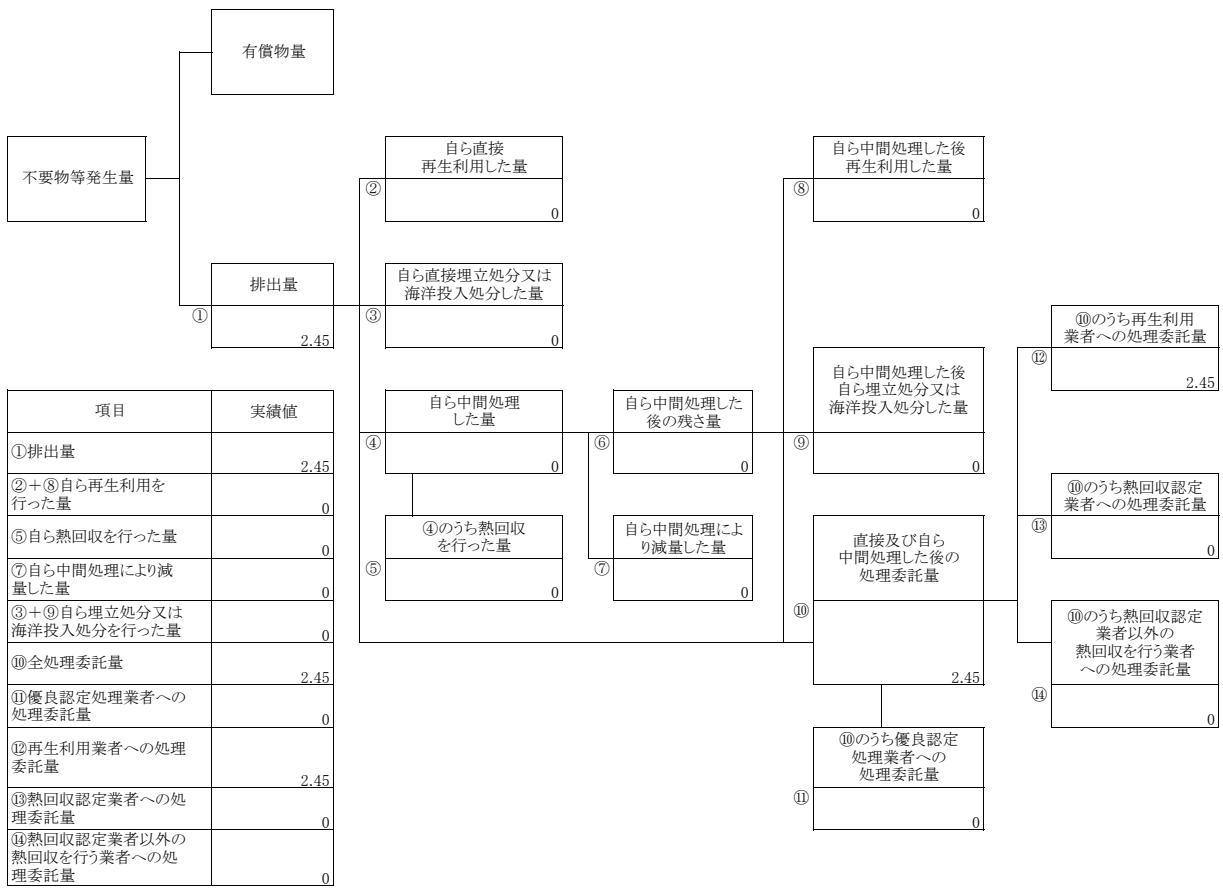 有償物量
不要物等発生量
自ら直接
再生利用した量
②
0
自ら中間処理した後
再生利用した量
⑧
0
排出量
①
2.45
自ら直接埋立処分又は
海洋投入処分した量
③
0
⑩のうち再生利用
業者への処理委託量
⑫
2.45
自ら中間処理
した量
④
0
自ら中間処理した
後の残さ量
⑥
0
自ら中間処理した後
自ら埋立処分又は
海洋投入処分した量
⑨
0
⑩のうち熱回収認定
業者への処理委託量
⑬
0
④のうち熱回収
を行った量
⑤
0
自ら中間処理によ
り減量した量
⑦
0
直接及び自ら
中間処理した後の
処理委託量
⑩
2.45
⑩のうち熱回収認定
業者以外の
熱回収を行う業者
への処理委託量
⑭
0
⑩のうち優良認定
処理業者への
処理委託量
⑪
0
項目 実績値
①排出量
2.45
②+⑧自ら再生利用を
行った量
0
⑤自ら熱回収を行った量
0
⑦自ら中間処理により減
量した量
0
③+⑨自ら埋立処分又は
海洋投入処分を行った量
0
⑩全処理委託量
2.45
⑪優良認定処理業者への
処理委託量
0
⑫再生利用業者への処理
委託量
2.45
⑬熱回収認定業者への処
理委託量
0
⑭熱回収認定業者以外の
熱回収を行う業者への処
理委託量
0